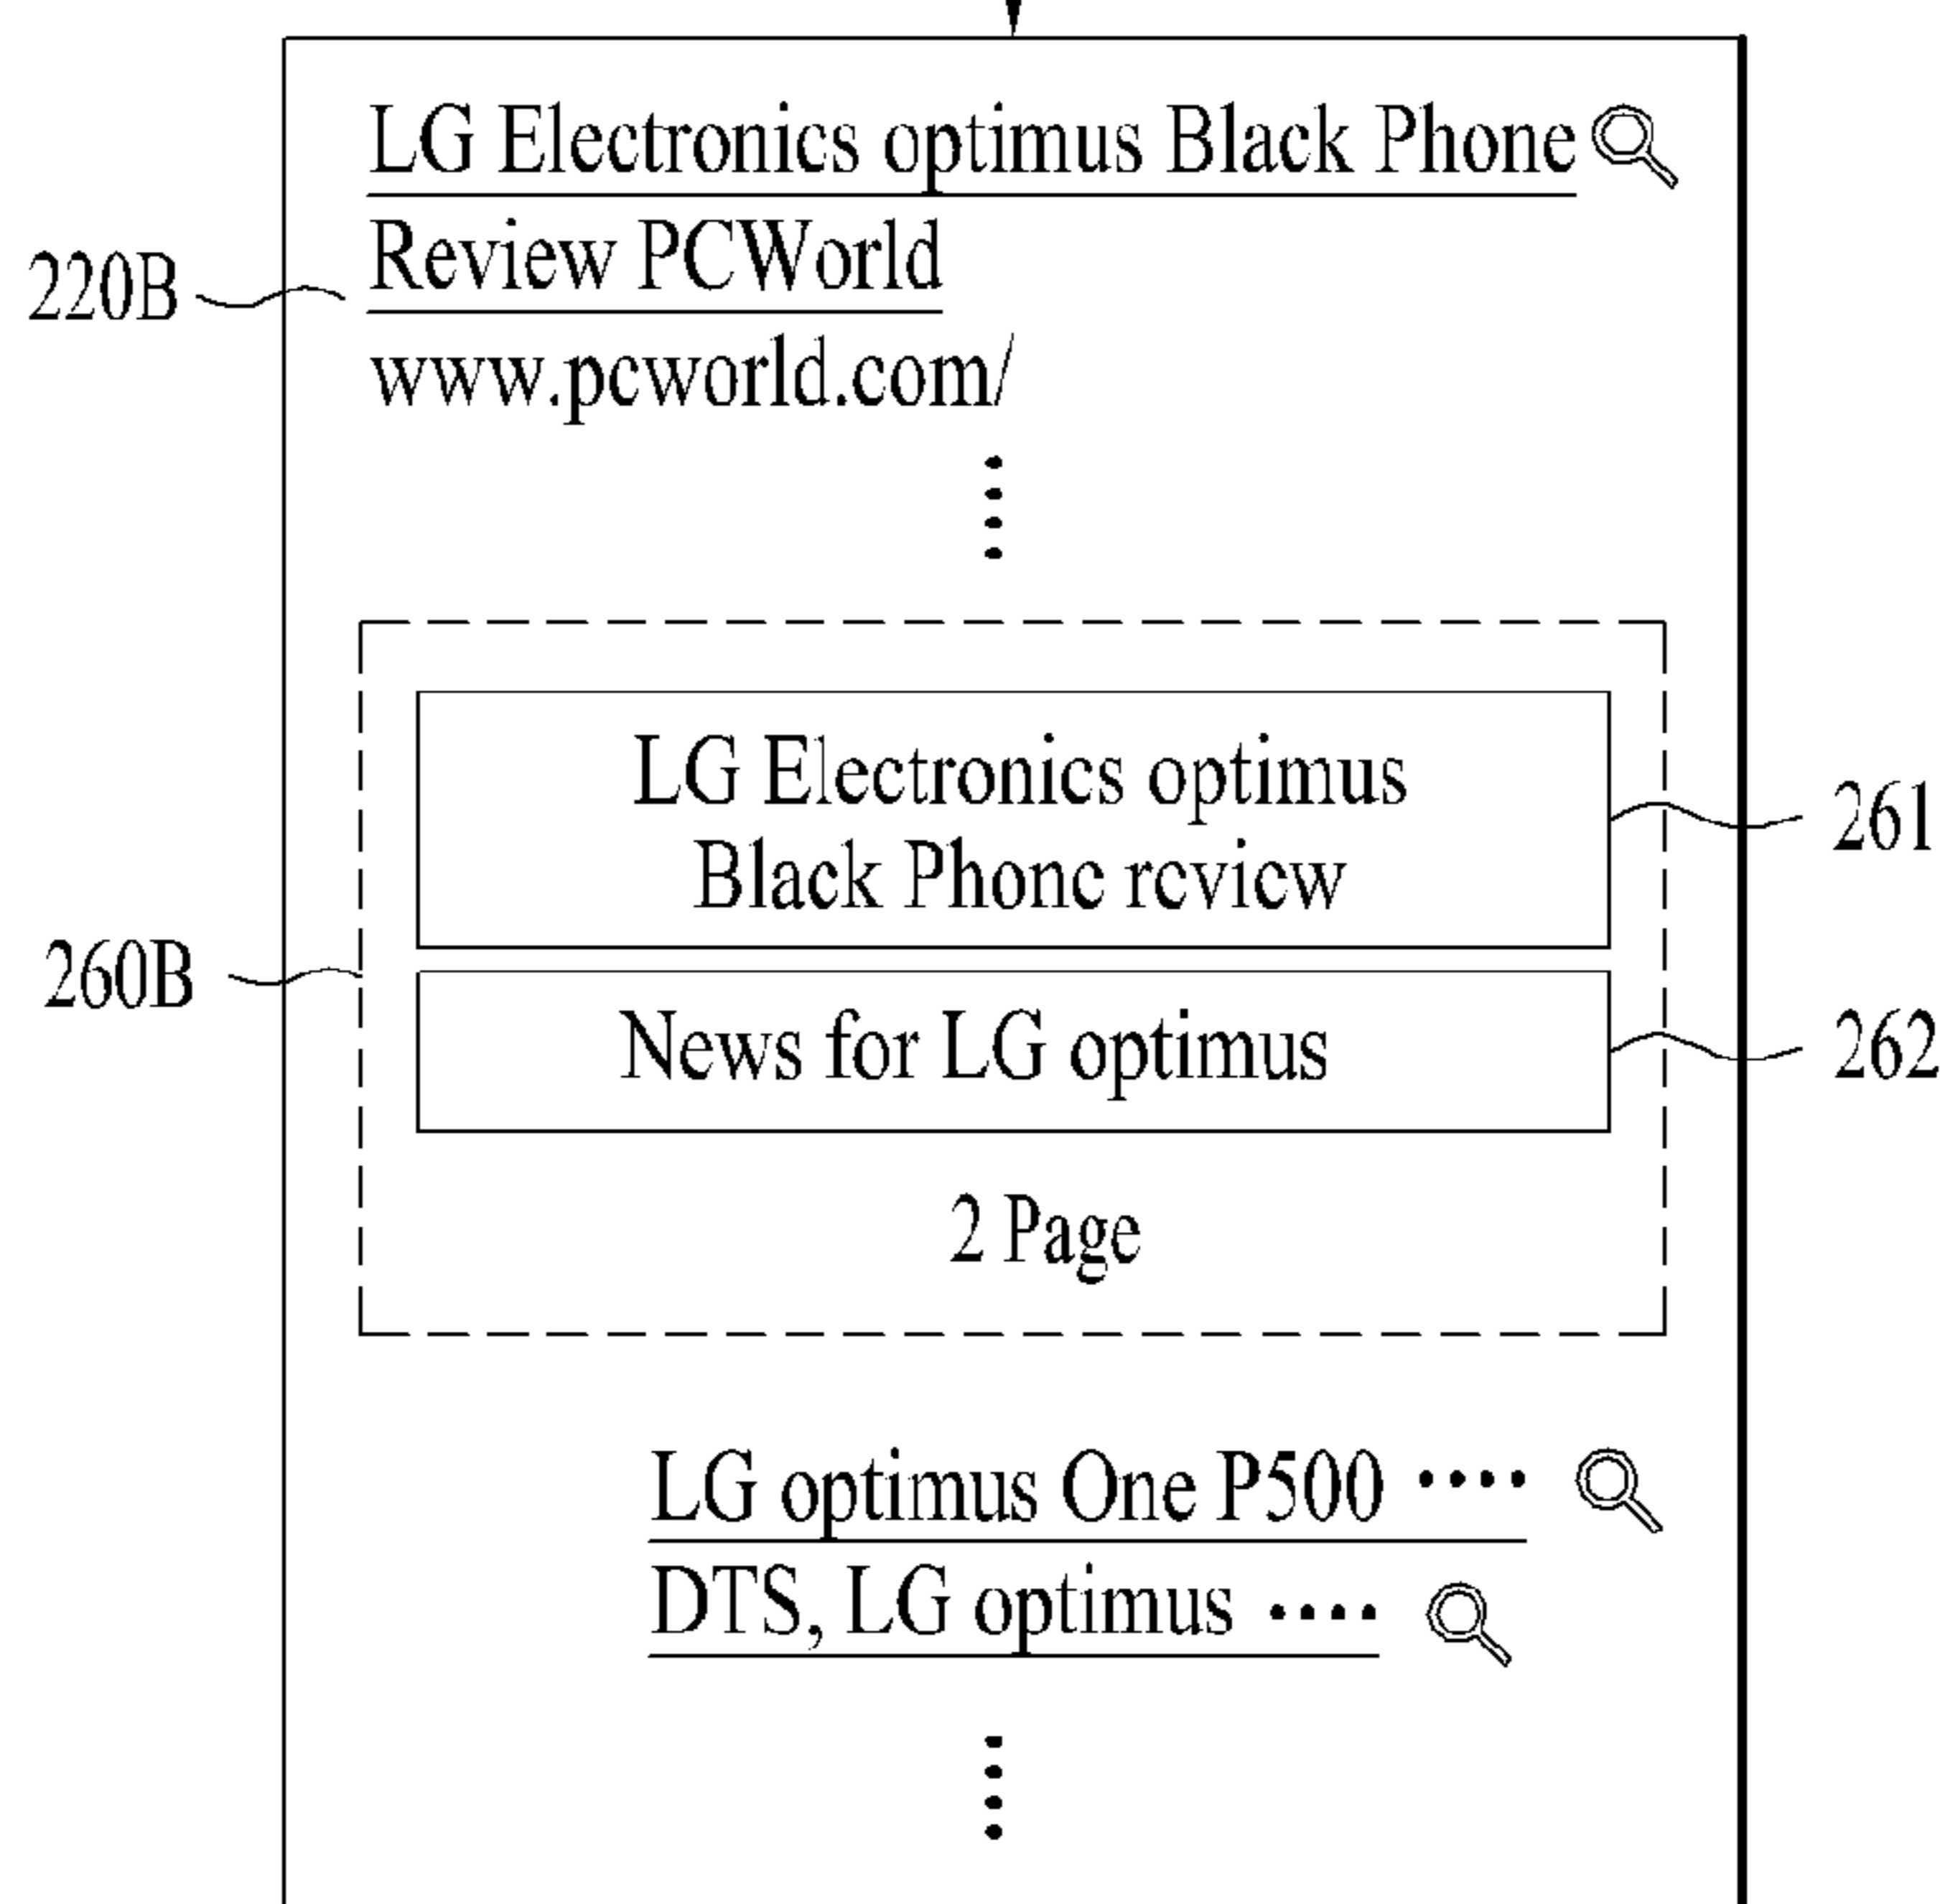 LG Electronics optimus Black Phone
Review PCWorld
220B
www.pcworld.com/
LG Electronics optimus
261
Black Phone review
260B
News for LG optimus
262
2 Page
LG optimus One P500 ....
DTS, LG optimus ....